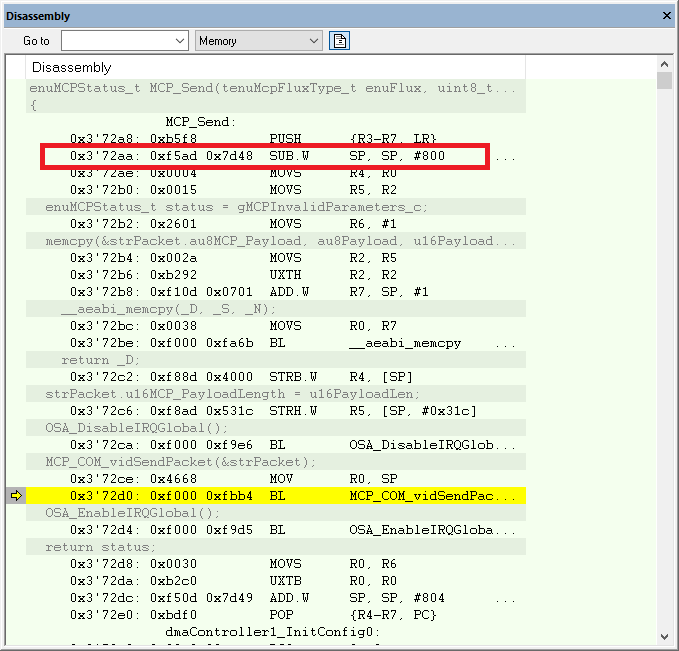 Disassembly
Go to
Memory
Disassembly
enuMCPStatus_t MCP_Send(tenuMcpFluxType_t enuFlux, uint8_t...
{
MCP_Send:
0x3'72a8: 0xb5f8 PUSH {R3-R7, LR}
0x3'72aa: 0xf5ad 0x7d48 SUB.W SP, SP, #800 ...
0x3'72ae: 0x0004 MOVS R4, R0
0x3'72b0: 0x0015 MOVS R5, R2
enuMCPStatus_t status = gMCPInvalidParameters_c;
0x3'72b2: 0x2601 MOVS R6, #1
memcpy(&strPacket.au8MCP_Payload, au8Payload, u16Payload...
0x3'72b4: 0x002a MOVS R2, R5
0x3'72b6: 0xb292 UXTH R2, R2
0x3'72b8: 0xf10d 0x0701 ADD.W R7, SP, #1
__aeabi_memcpy(_D, _S, _N);
0x3'72bc: 0x0038 MOVS R0, R7
0x3'72be: 0xf000 0xfa6b BL __aeabi_memcpy ...
return _D;
0x3'72c2: 0xf88d 0x4000 STRB.W R4, [SP]
strPacket.u16MCP_PayloadLength = u16PayloadLen;
0x3'72c6: 0xf8ad 0x531c STRH.W R5, [SP, #0x31c]
OSA_DisableIRQGlobal();
0x3'72ca: 0xf000 0xf9e6 BL OSA_DisableIRQGlob...
MCP_COM_vidSendPacket(&strPacket);
0x3'72ce: 0x4668 MOV R0, SP
0x3'72d0: 0xf000 0xfbb4 BL MCP_COM_vidSendPac...
OSA_EnableIRQGlobal();
0x3'72d4: 0xf000 0xf9d5 BL OSA_EnableIRQGloba...
return status;
0x3'72d8: 0x0030 MOVS R0, R6
0x3'72da: 0xb2c0 UXTB R0, R0
0x3'72dc: 0xf50d 0x7d49 ADD.W SP, SP, #804 ...
0x3'72e0: 0xbdf0 POP {R4-R7, PC}
dmaController1_InitConfig0: